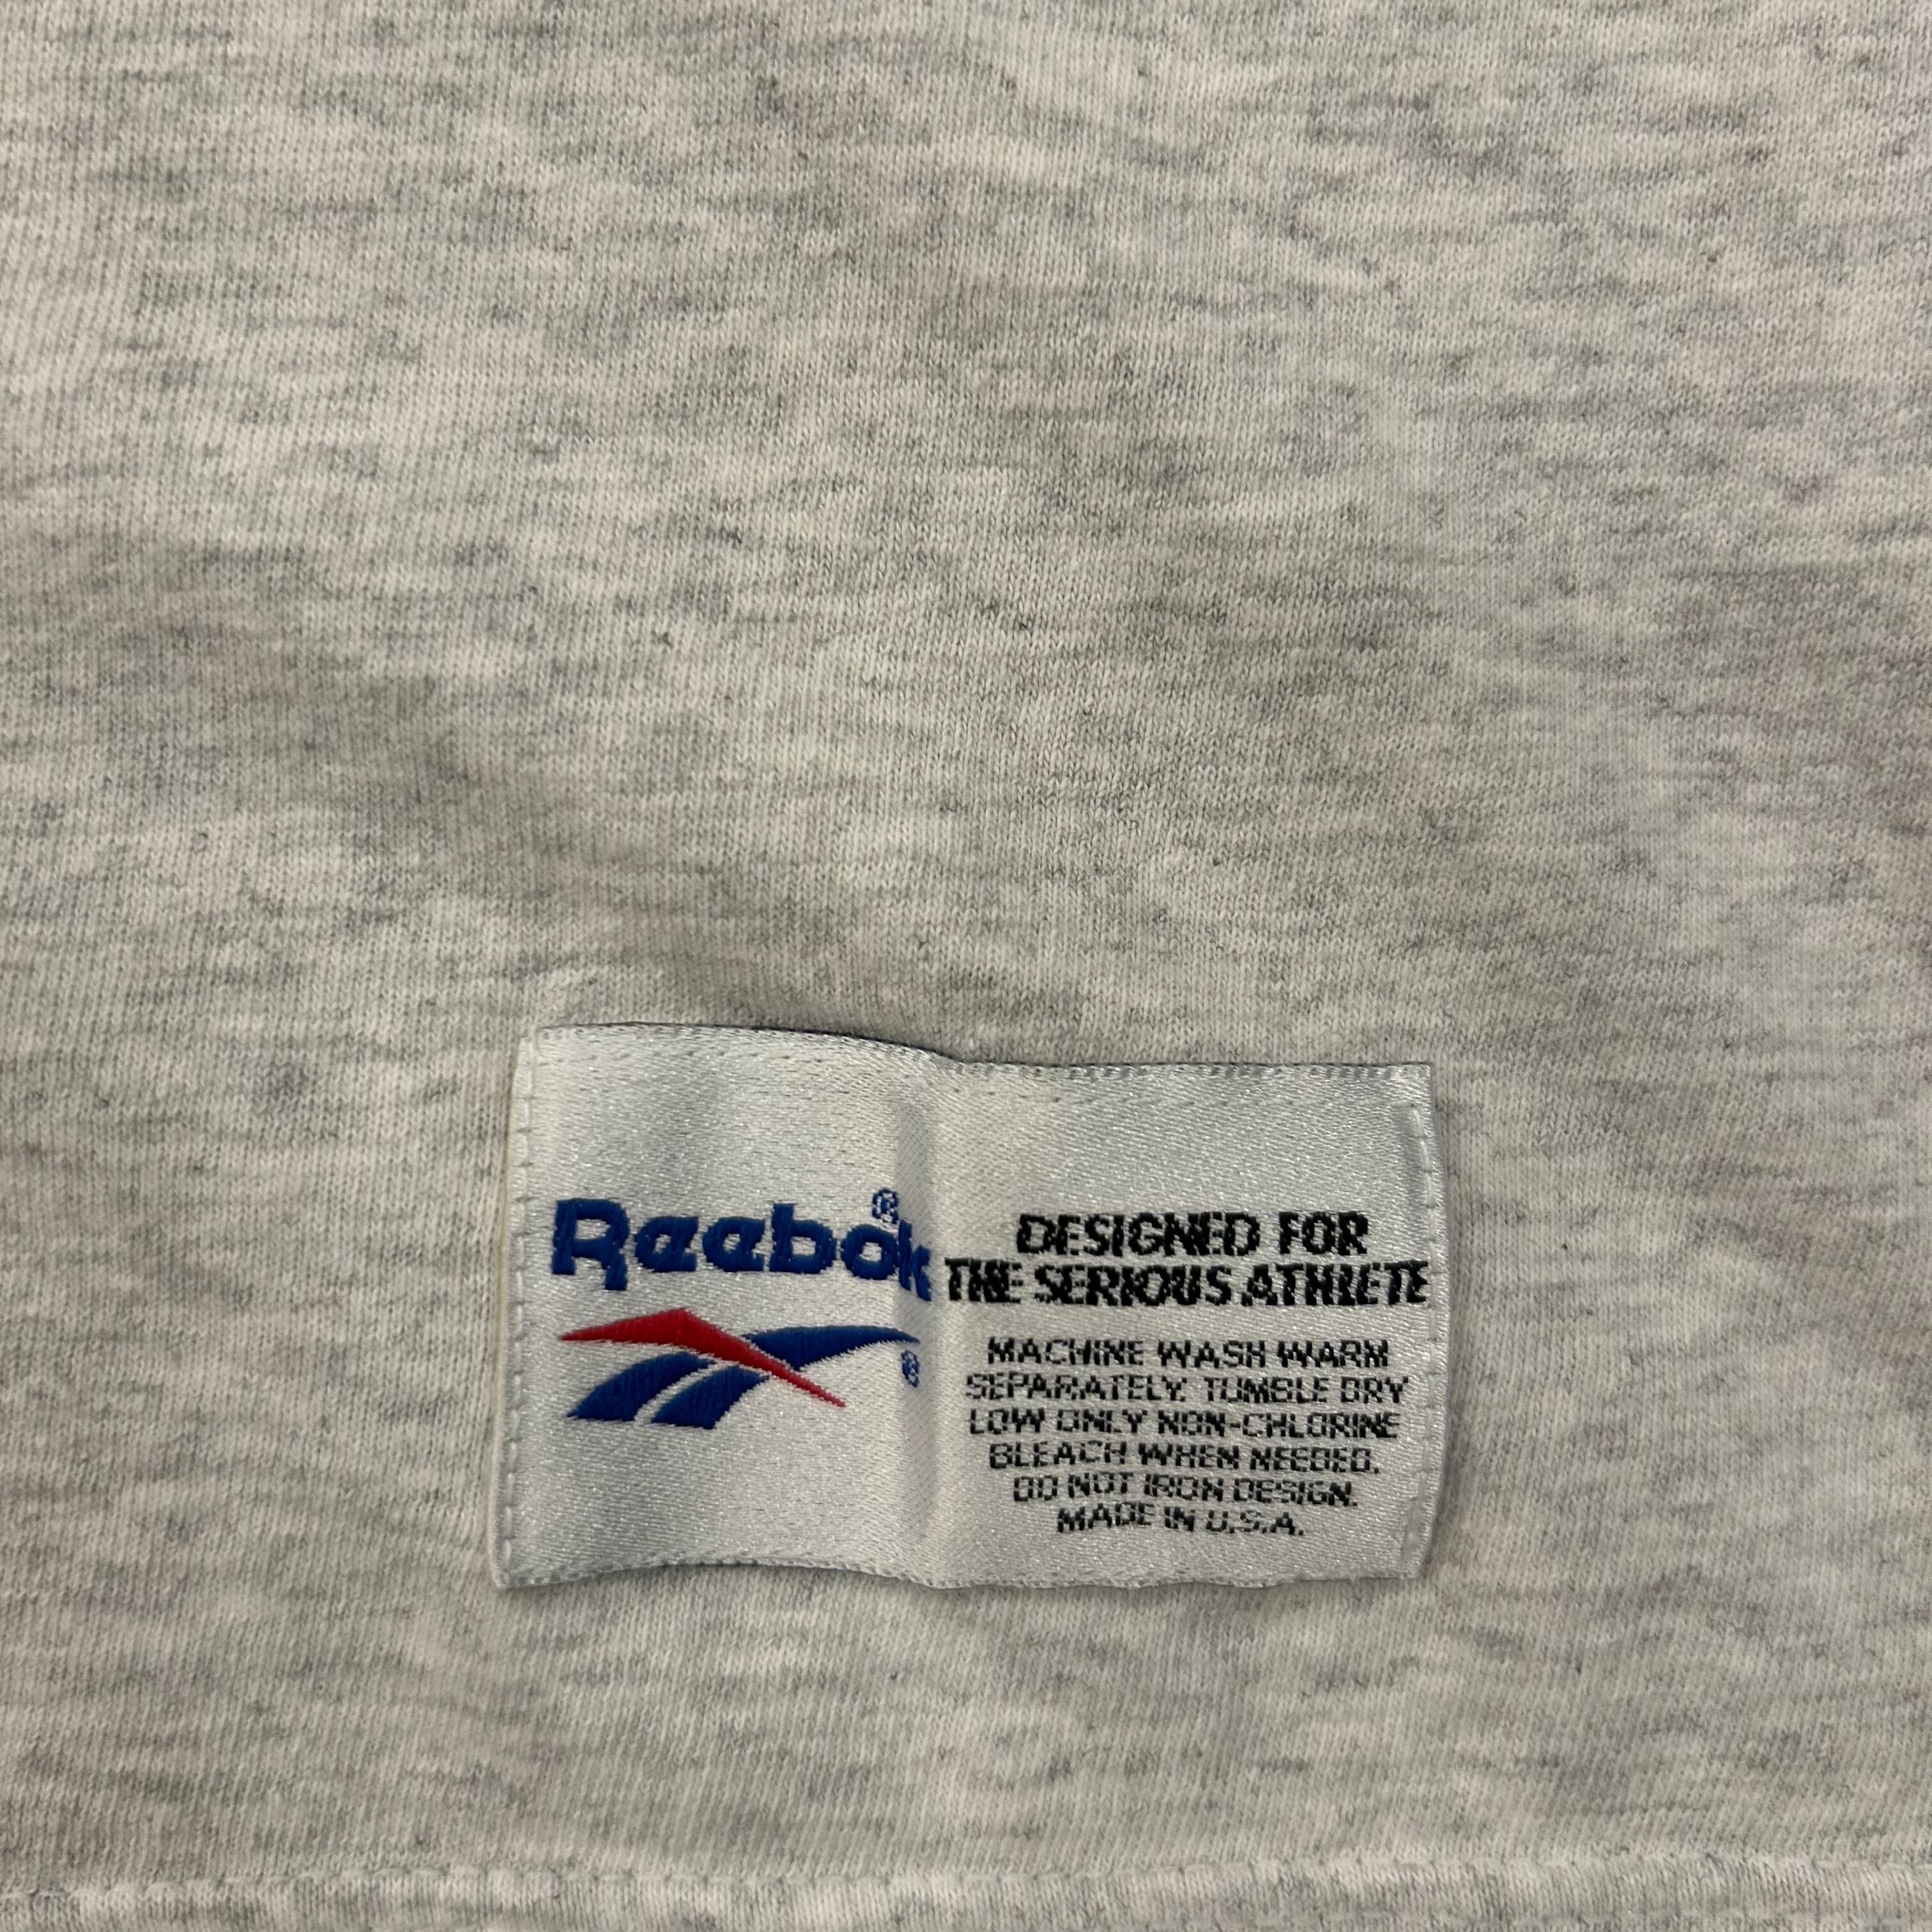 Reebok®
®
DESIGNED FOR
THE SERIOUS ATHLETE
MACHINE WASH WARM
SEPARATELY. TUMBLE DRY
LOW ONLY NON-CHLORINE
BLEACH WHEN NEEDED.
DO NOT IRON DESIGN.
MADE IN U.S.A.